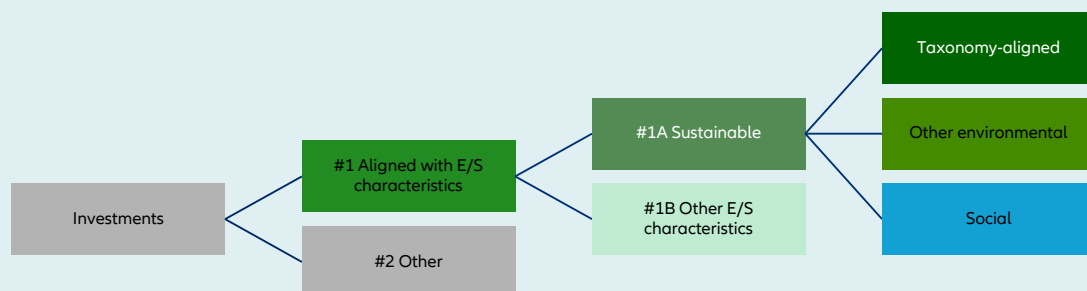 Investments
#1 Aligned with E/S
characteristics
#2 Other
#1A Sustainable
#1B Other E/S
characteristics
Taxonomy-aligned
Other environmental
Social